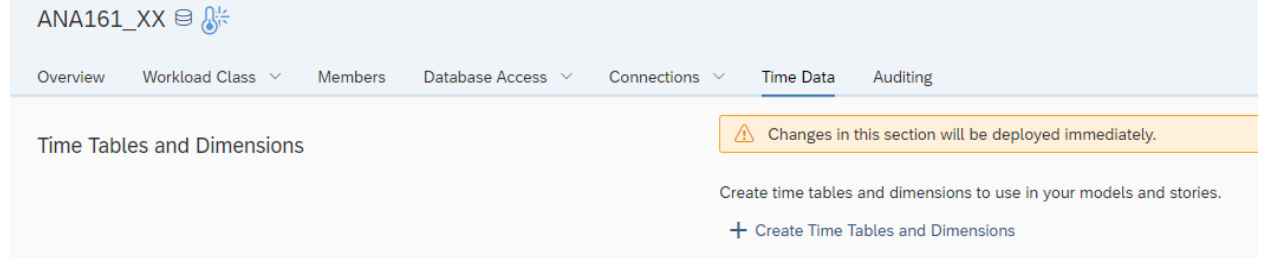 ANA161_XX
Overview Workload Class Members Database Access Connections Time Data Auditing
Time Tables and Dimensions
Changes in this section will be deployed immediately.
Create time tables and dimensions to use in your models and stories.
+ Create Time Tables and Dimensions